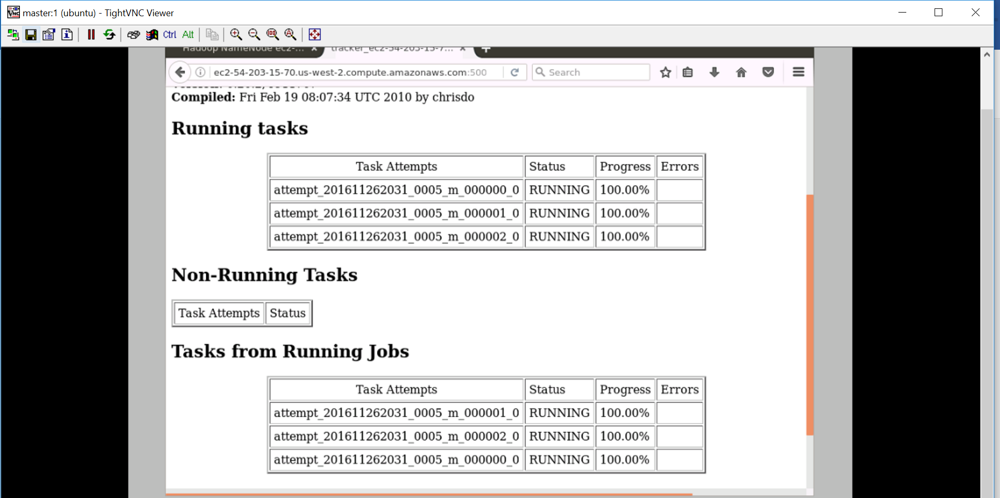 master:1 (ubuntu) - TightVNC Viewer
Ctrl Alt
Hadoop NameNode ec2-...
tracker_ec2-54-203-15-7...
ec2-54-203-15-70.us-west-2.compute.amazonaws.com:500
Search
Compiled: Fri Feb 19 08:07:34 UTC 2010 by chrisdo
Running tasks
Task Attempts Status Progress Errors
attempt_201611262031_0005_m_000000_0 RUNNING 100.00%
attempt_201611262031_0005_m_000001_0 RUNNING 100.00%
attempt_201611262031_0005_m_000002_0 RUNNING 100.00%
Non-Running Tasks
Task Attempts Status
Tasks from Running Jobs
Task Attempts Status Progress Errors
attempt_201611262031_0005_m_000001_0 RUNNING 100.00%
attempt_201611262031_0005_m_000002_0 RUNNING 100.00%
attempt_201611262031_0005_m_000000_0 RUNNING 100.00%